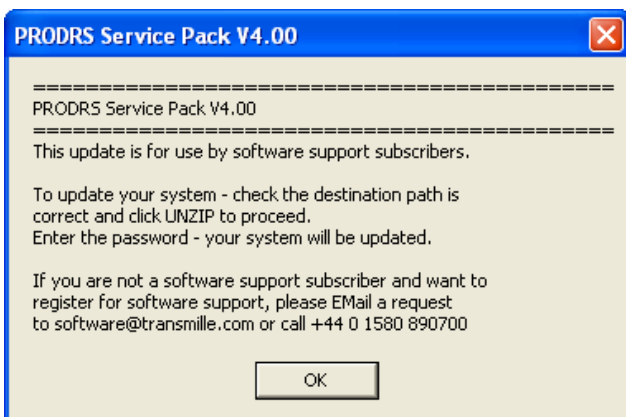 PRODRS Service Pack V4.00
==============================================
PRODRS Service Pack V4.00
==============================================
This update is for use by software support subscribers.
To update your system - check the destination path is
correct and click UNZIP to proceed.
Enter the password - your system will be updated.
If you are not a software support subscriber and want to
register for software support, please EMail a request
to software@transmille.com or call +44 0 1580 890700
OK